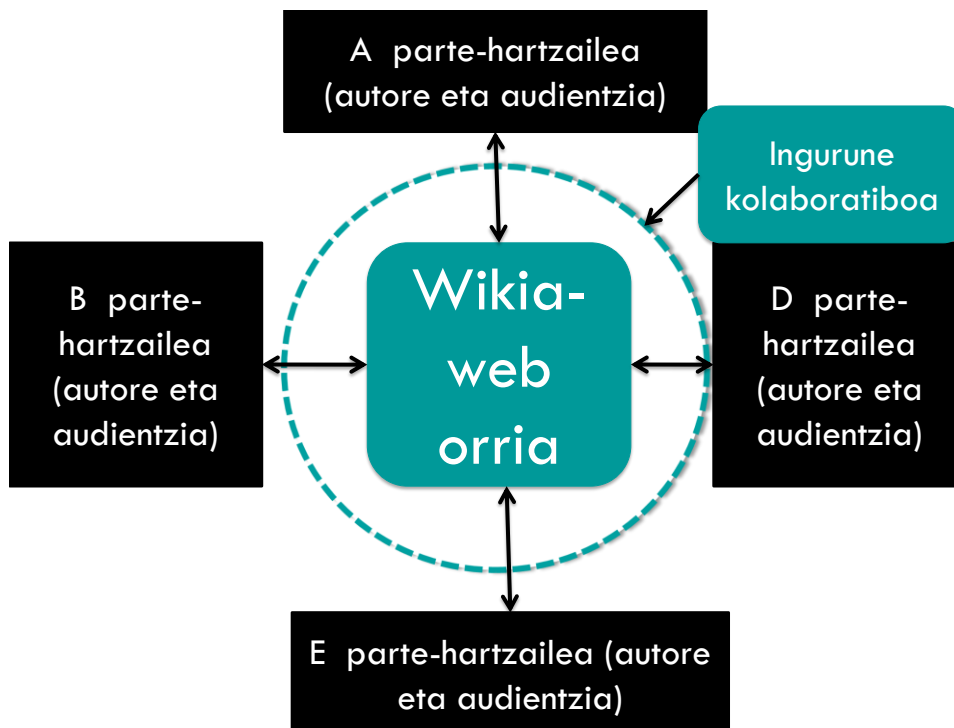 A parte-hartzailea
(autore eta audientzia)
Ingurune
kolaboratiboa
B parte-
hartzailea
(autore eta
audientzia)
Wikia-
web
orria
D parte-
hartzailea
(autore eta
audientzia)
E parte-hartzailea (autore
eta audientzia)